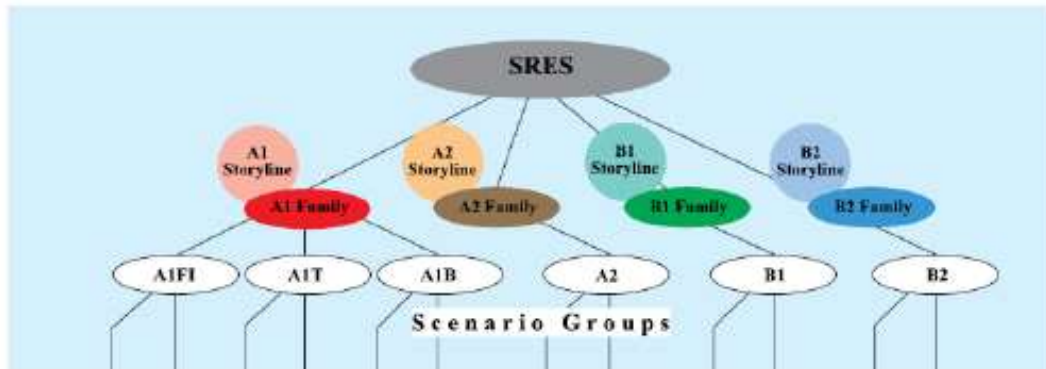 SRES
A1
Storyline
A2
Storyline
B1
Storyline
B2
Storyline
A1 Family
A2 Family
B1 Family
B2 Family
A1FI
A1T
A1B
A2
B1
B2
Scenario Groups